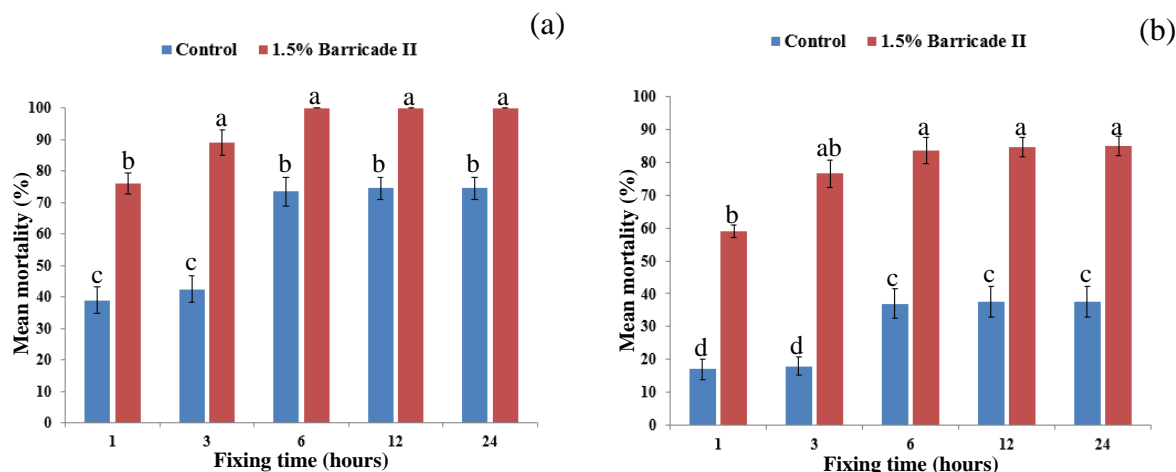 (a)
Control 1.5% Barricade II
Mean mortality (%)
100
90
80
70
60
50
40
30
20
10
0
c b c a b a b a b a
1 3 6 12 24
Fixing time (hours)
(b)
Control 1.5% Barricade II
Mean mortality (%)
100
90
80
70
60
50
40
30
20
10
0
d b d ab c a c a c a
1 3 6 12 24
Fixing time (hours)